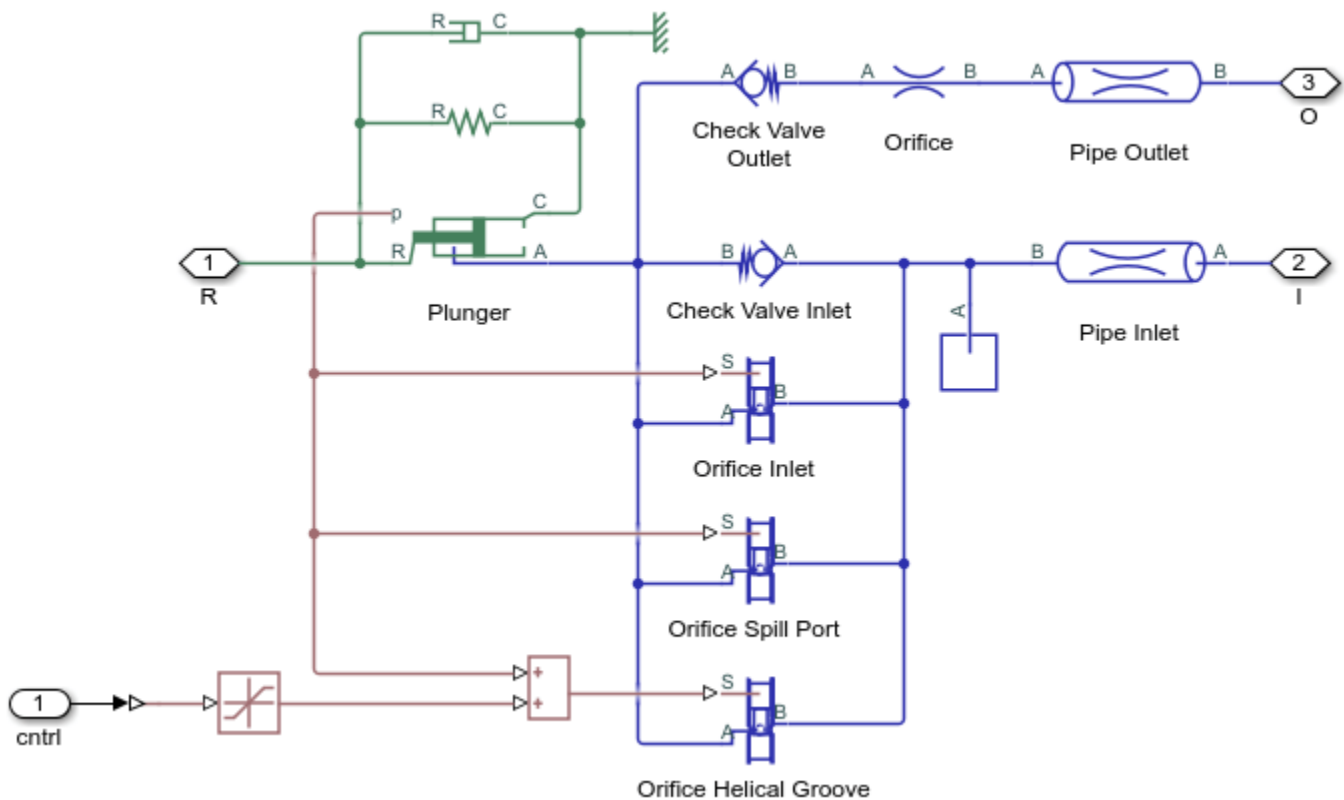 R C
A B A B A B 3
O
Check Valve
Outlet
Orifice
Pipe Outlet
R C
p C
1 R A B A B A 2
R
I
Plunger
Check Valve Inlet
Pipe Inlet
A
S
B
A
Orifice Inlet
S
B
A
Orifice Spill Port
+
+
S
B
A
1
cntrl
Orifice Helical Groove